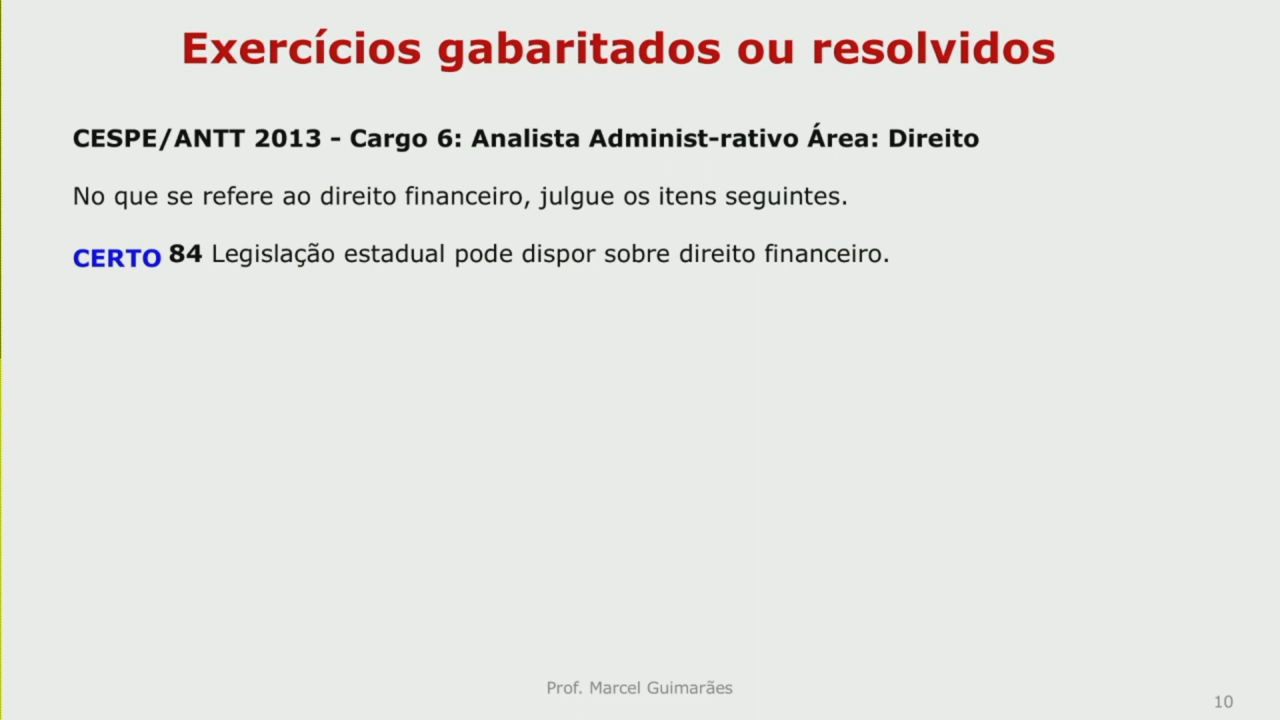 Exercícios gabaritados ou resolvidos
CESPE/ANTT 2013 - Cargo 6: Analista Administ-rativo Área: Direito
No que se refere ao direito financeiro, julgue os itens seguintes.
CERTO 84 Legislação estadual pode dispor sobre direito financeiro.
Prof. Marcel Guimarães
10